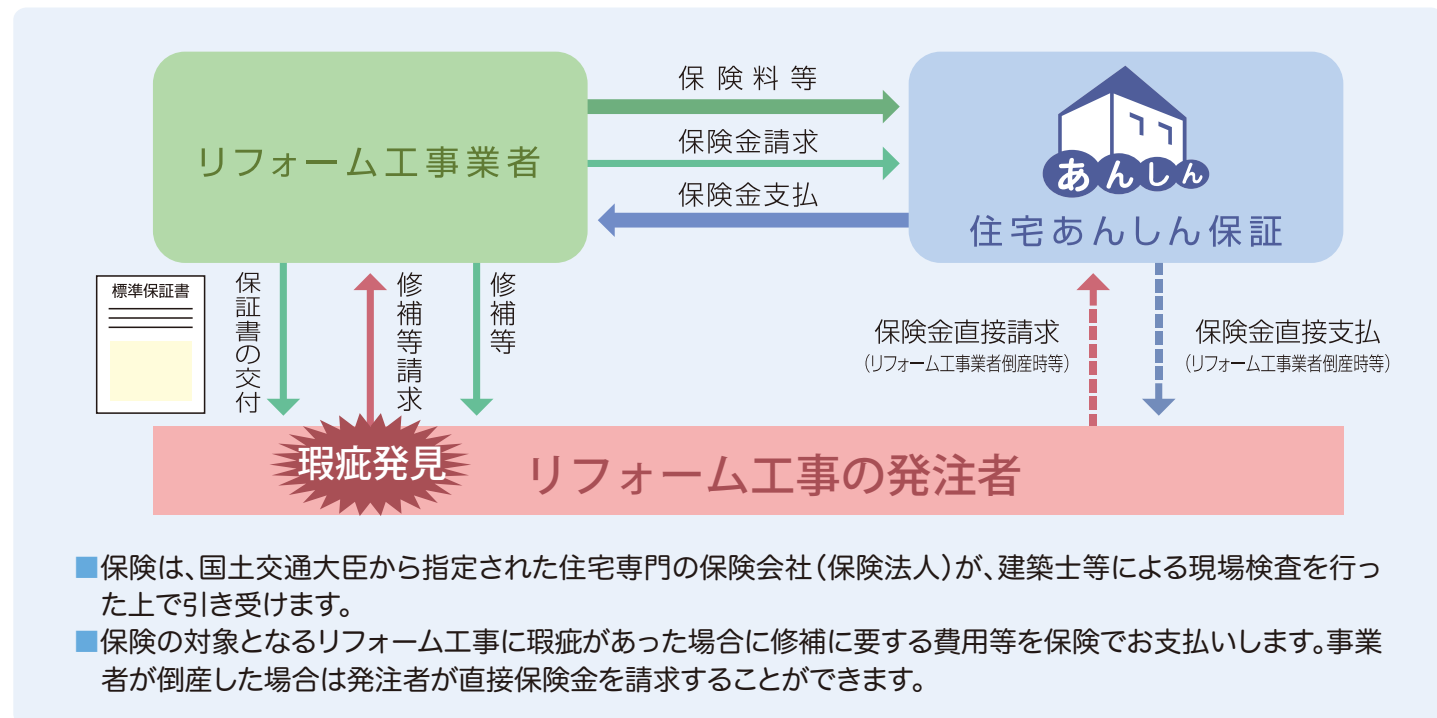 保険料等
リフォーム工事業者
保険金請求
保険金支払
あんしん
住宅あんしん保証
標準保証書
保証書の交付
修補等請求
修補等
保険金直接請求
(リフォーム工事業者倒産時等)
保険金直接支払
(リフォーム工事業者倒産時等)
瑕疵発見
リフォーム工事の発注者
■保険は、国土交通大臣から指定された住宅専門の保険会社(保険法人)が、建築士等による現場検査を行っ
た上で引き受けます。
■保険の対象となるリフォーム工事に瑕疵があった場合に修補に要する費用等を保険でお支払いします。事業
者が倒産した場合は発注者が直接保険金を請求することができます。